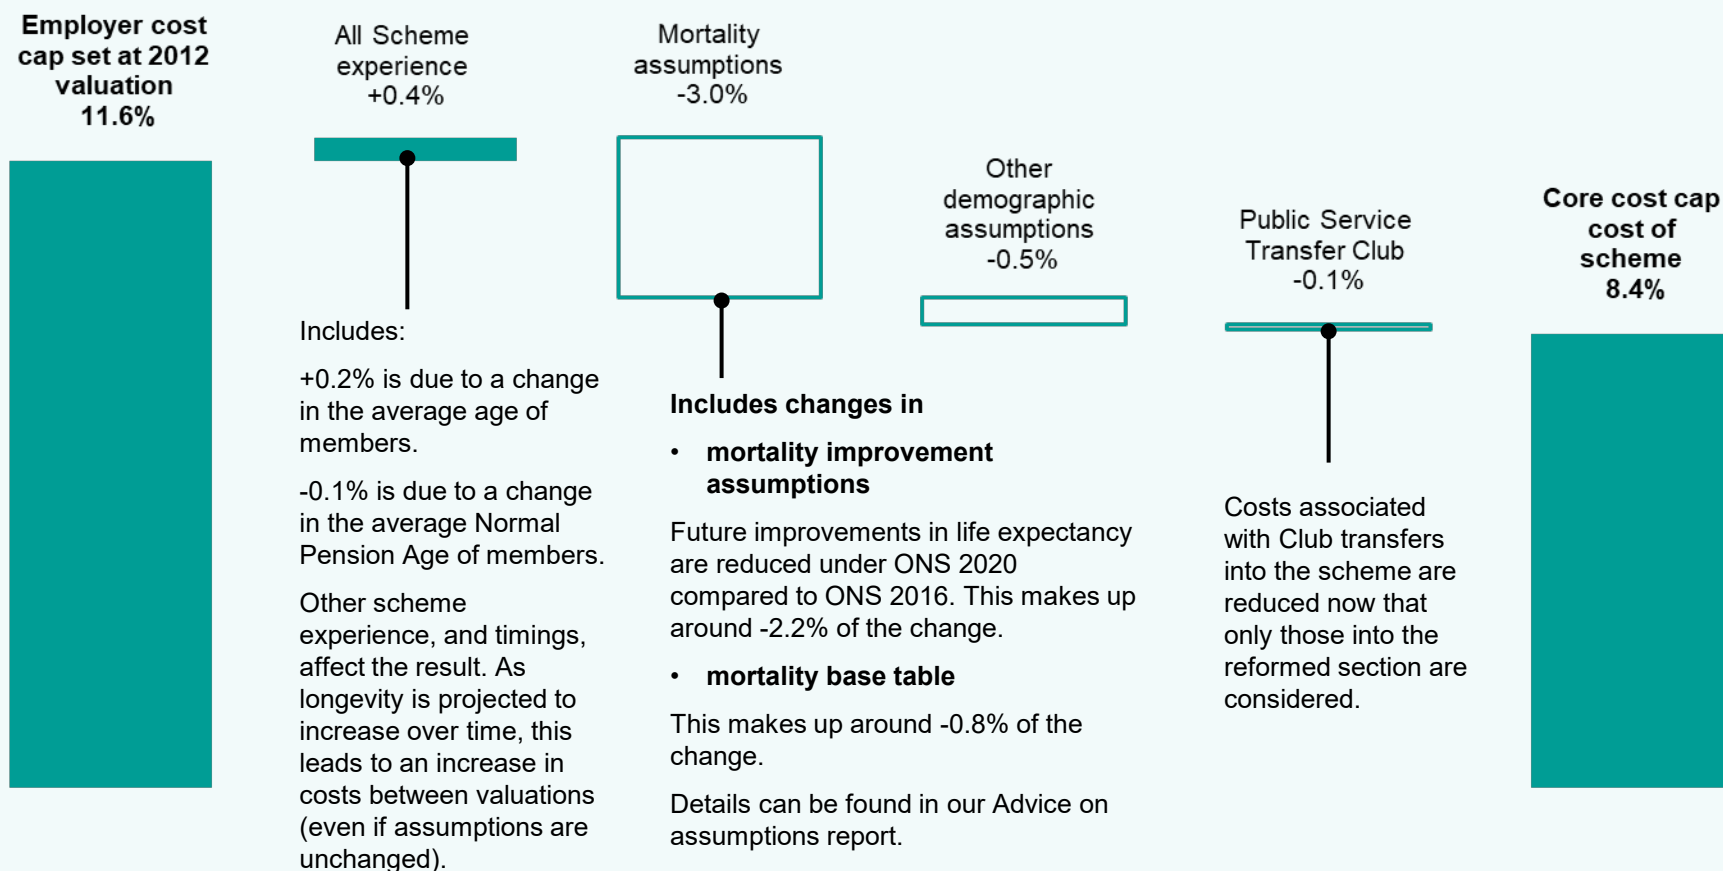 Employer cost
cap set at 2012
valuation
11.6%
All Scheme
experience
+0.4%
Includes:
+0.2% is due to a change
in the average age of
members.
-0.1% is due to a change
in the average Normal
Pension Age of members.
Other scheme
experience, and timings,
affect the result. As
longevity is projected to
increase over time, this
leads to an increase in
costs between valuations
(even if assumptions are
unchanged).
Mortality
assumptions
-3.0%
Includes changes in
• mortality improvement
assumptions
Future improvements in life expectancy
are reduced under ONS 2020
compared to ONS 2016. This makes up
around -2.2% of the change.
• mortality base table
This makes up around -0.8% of the
change.
Details can be found in our Advice on
assumptions report.
Other
demographic
assumptions
-0.5%
Public Service
Transfer Club
-0.1%
Costs associated
with Club transfers
into the scheme are
reduced now that
only those into the
reformed section are
considered.
Core cost cap
cost of
scheme
8.4%